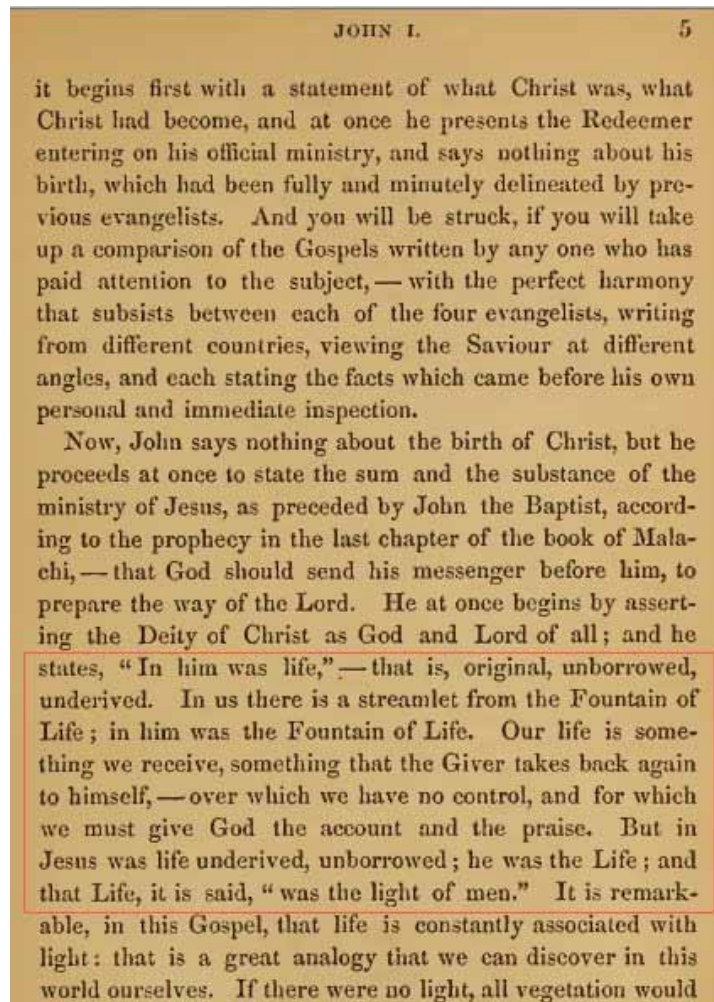 JOHN I. 5
it begins first with a statement of what Christ was, what
Christ had become, and at once he presents the Redeemer
entering on his official ministry, and says nothing about his
birth, which had been fully and minutely delineated by pre-
vious evangelists. And you will be struck, if you will take
up a comparison of the Gospels written by any one who has
paid attention to the subject, — with the perfect harmony
that subsists between each of the four evangelists, writing
from different countries, viewing the Saviour at different
angles, and each stating the facts which came before his own
personal and immediate inspection.
Now, John says nothing about the birth of Christ, but he
proceeds at once to state the sum and the substance of the
ministry of Jesus, as preceded by John the Baptist, accord-
ing to the prophecy in the last chapter of the book of Mala-
chi, — that God should send his messenger before him, to
prepare the way of the Lord. He at once begins by assert-
ing the Deity of Christ as God and Lord of all; and he
states, "In him was life," — that is, original, unborrowed,
underived. In us there is a streamlet from the Fountain of
Life; in him was the Fountain of Life. Our life is some-
thing we receive, something that the Giver takes back again
to himself, — over which we have no control, and for which
we must give God the account and the praise. But in
Jesus was life underived, unborrowed; he was the Life; and
that Life, it is said, "was the light of men." It is remark-
able, in this Gospel, that life is constantly associated with
light: that is a great analogy that we can discover in this
world ourselves. If there were no light, all vegetation would